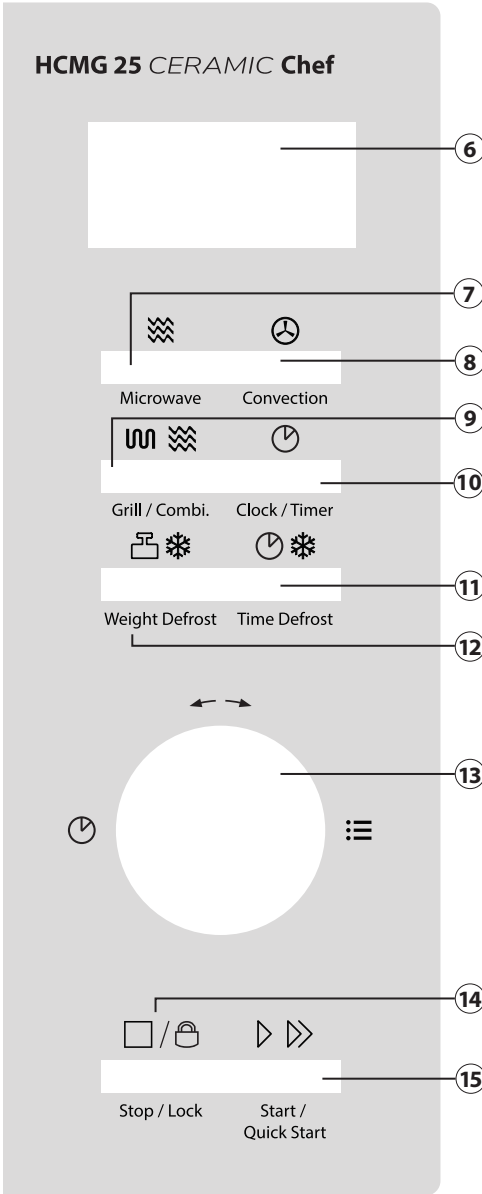 HCMG 25 CERAMIC Chef
6
7
8
Microwave Convection
9
10
Grill / Combi. Clock / Timer
11
Weight Defrost Time Defrost
12
13
14
15
Stop / Lock Start /
Quick Start